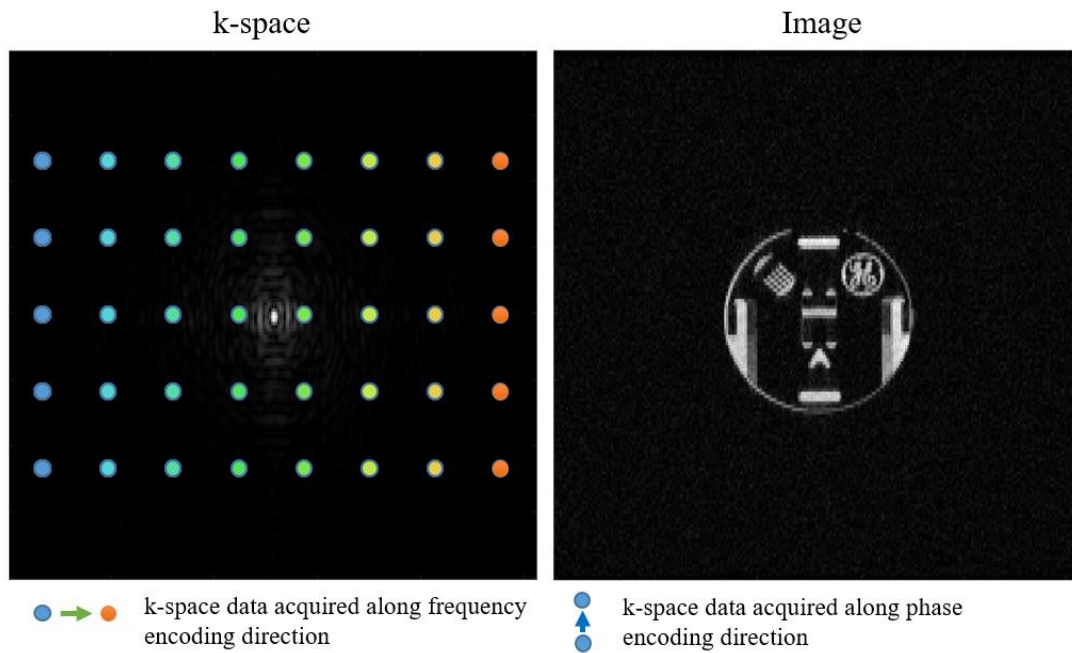 k-space
Image
k-space data acquired along frequency
encoding direction
k-space data acquired along phase
encoding direction